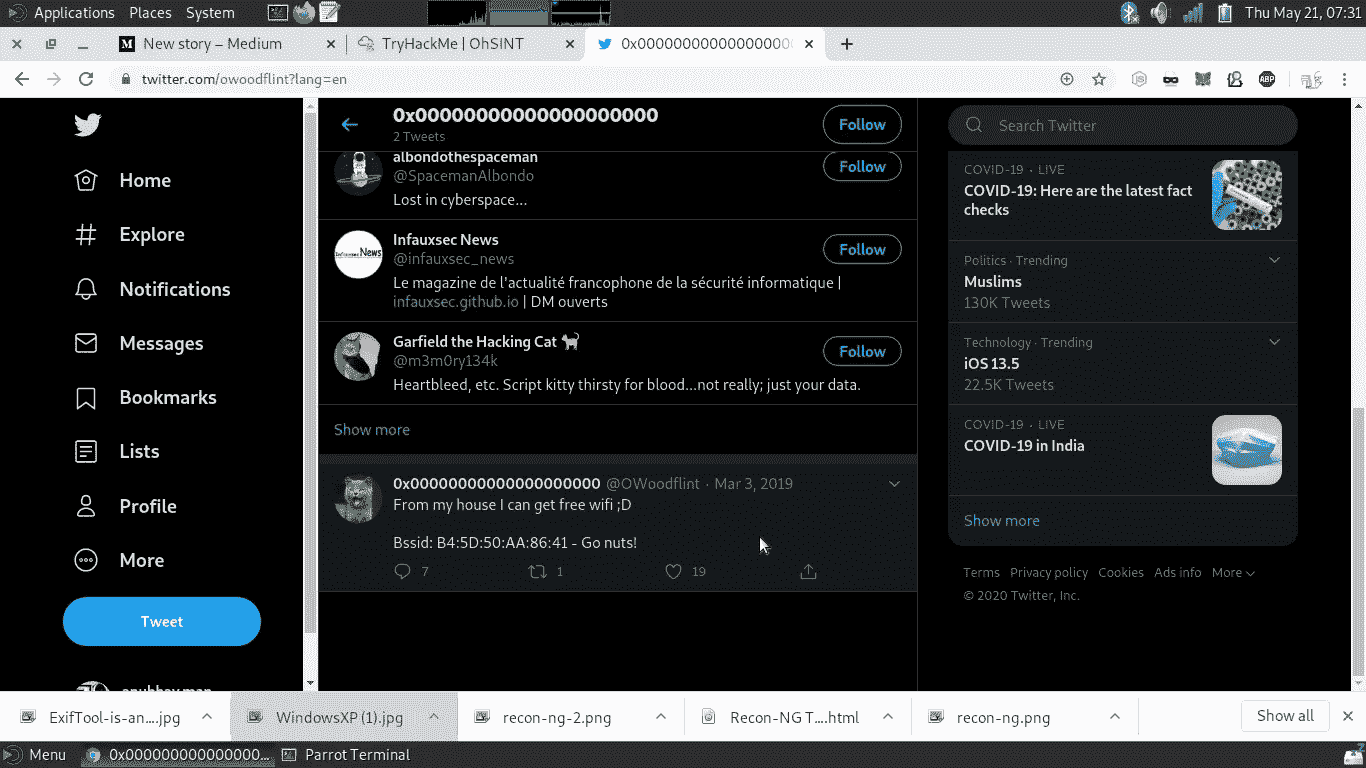 Applications Places System Thu May 21, 07:31
New story – Medium TryHackMe | OhSINT 0x00000000000000000
twitter.com/owoodflint?lang=en ABP
0x00000000000000000000
2 Tweets
Follow
Search Twitter
Home
Explore
Notifications
Messages
Bookmarks
Lists
Profile
More
Tweet
albondothespaceman
@SpacemanAlbondo
Follow
Lost in cyberspace...
Infauxsec News
@infauxsec_news
Follow
Le magazine de l'actualité francophone de la sécurité informatique |
infauxsec.github.io | DM ouverts
Garfield the Hacking Cat
@m3m0ry134k
Follow
Heartbleed, etc. Script kitty thirsty for blood...not really; just your data.
Show more
0x00000000000000000000 @OWoodflint · Mar 3, 2019
From my house I can get free wifi ;D
Bssid: B4:5D:50:AA:86:41 - Go nuts!
7 1 19
COVID-19 · LIVE
COVID-19: Here are the latest fact
checks
Politics · Trending
Muslims
130K Tweets
Technology · Trending
iOS 13.5
22.5K Tweets
COVID-19 · LIVE
COVID-19 in India
Show more
Terms Privacy policy Cookies Ads info More
© 2020 Twitter, Inc.
ExifTool-is-an....jpg WindowsXP (1).jpg recon-ng-2.png Recon-NG T....html recon-ng.png Show all
Menu 0x000000000000000... Parrot Terminal